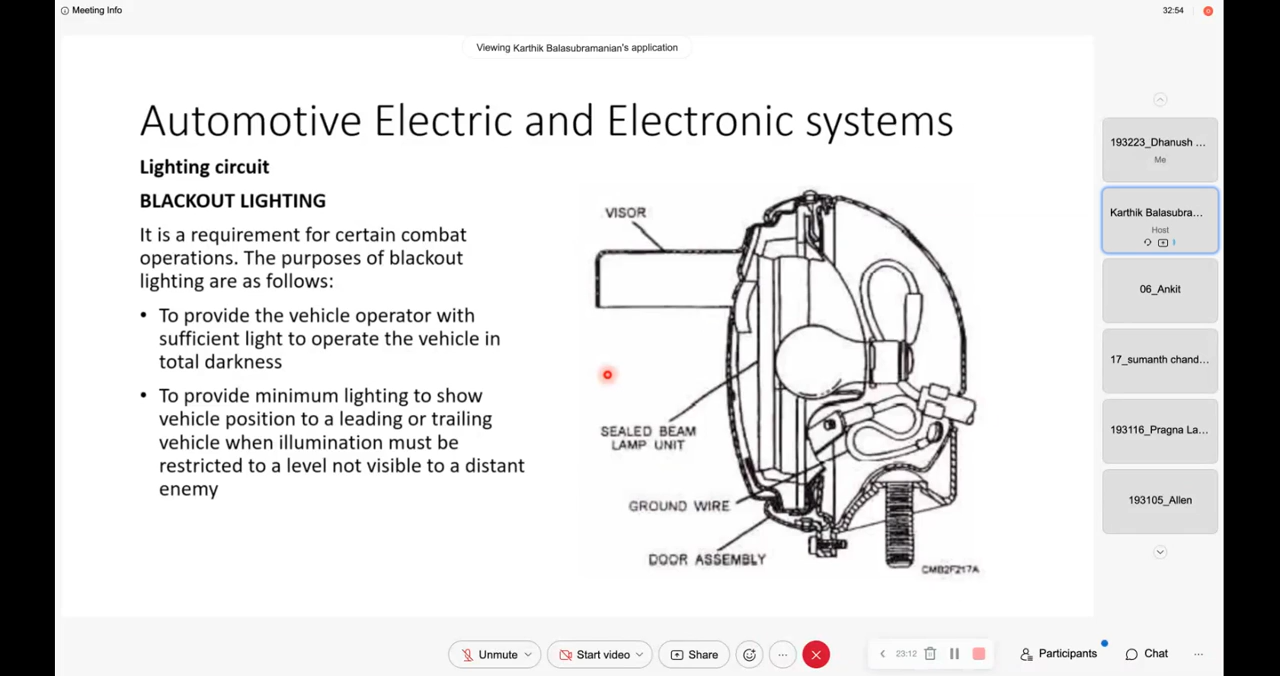 Meeting Info
32:54
Viewing Karthik Balasubramanian's application
Automotive Electric and Electronic systems
Lighting circuit
BLACKOUT LIGHTING
It is a requirement for certain combat
operations. The purposes of blackout
lighting are as follows:
• To provide the vehicle operator with
sufficient light to operate the vehicle in
total darkness
• To provide minimum lighting to show
vehicle position to a leading or trailing
vehicle when illumination must be
restricted to a level not visible to a distant
enemy
VISOR
SEALED BEAM
LAMP UNIT
GROUND WIRE
DOOR ASSEMBLY
CMB2F217A
193223_Dhanush ...
Me
Karthik Balasubra...
Host
06_Ankit
17_sumanth chand...
193116_Pragna La...
193105_Allen
Unmute
Start video
Share
23:12
Participants
Chat